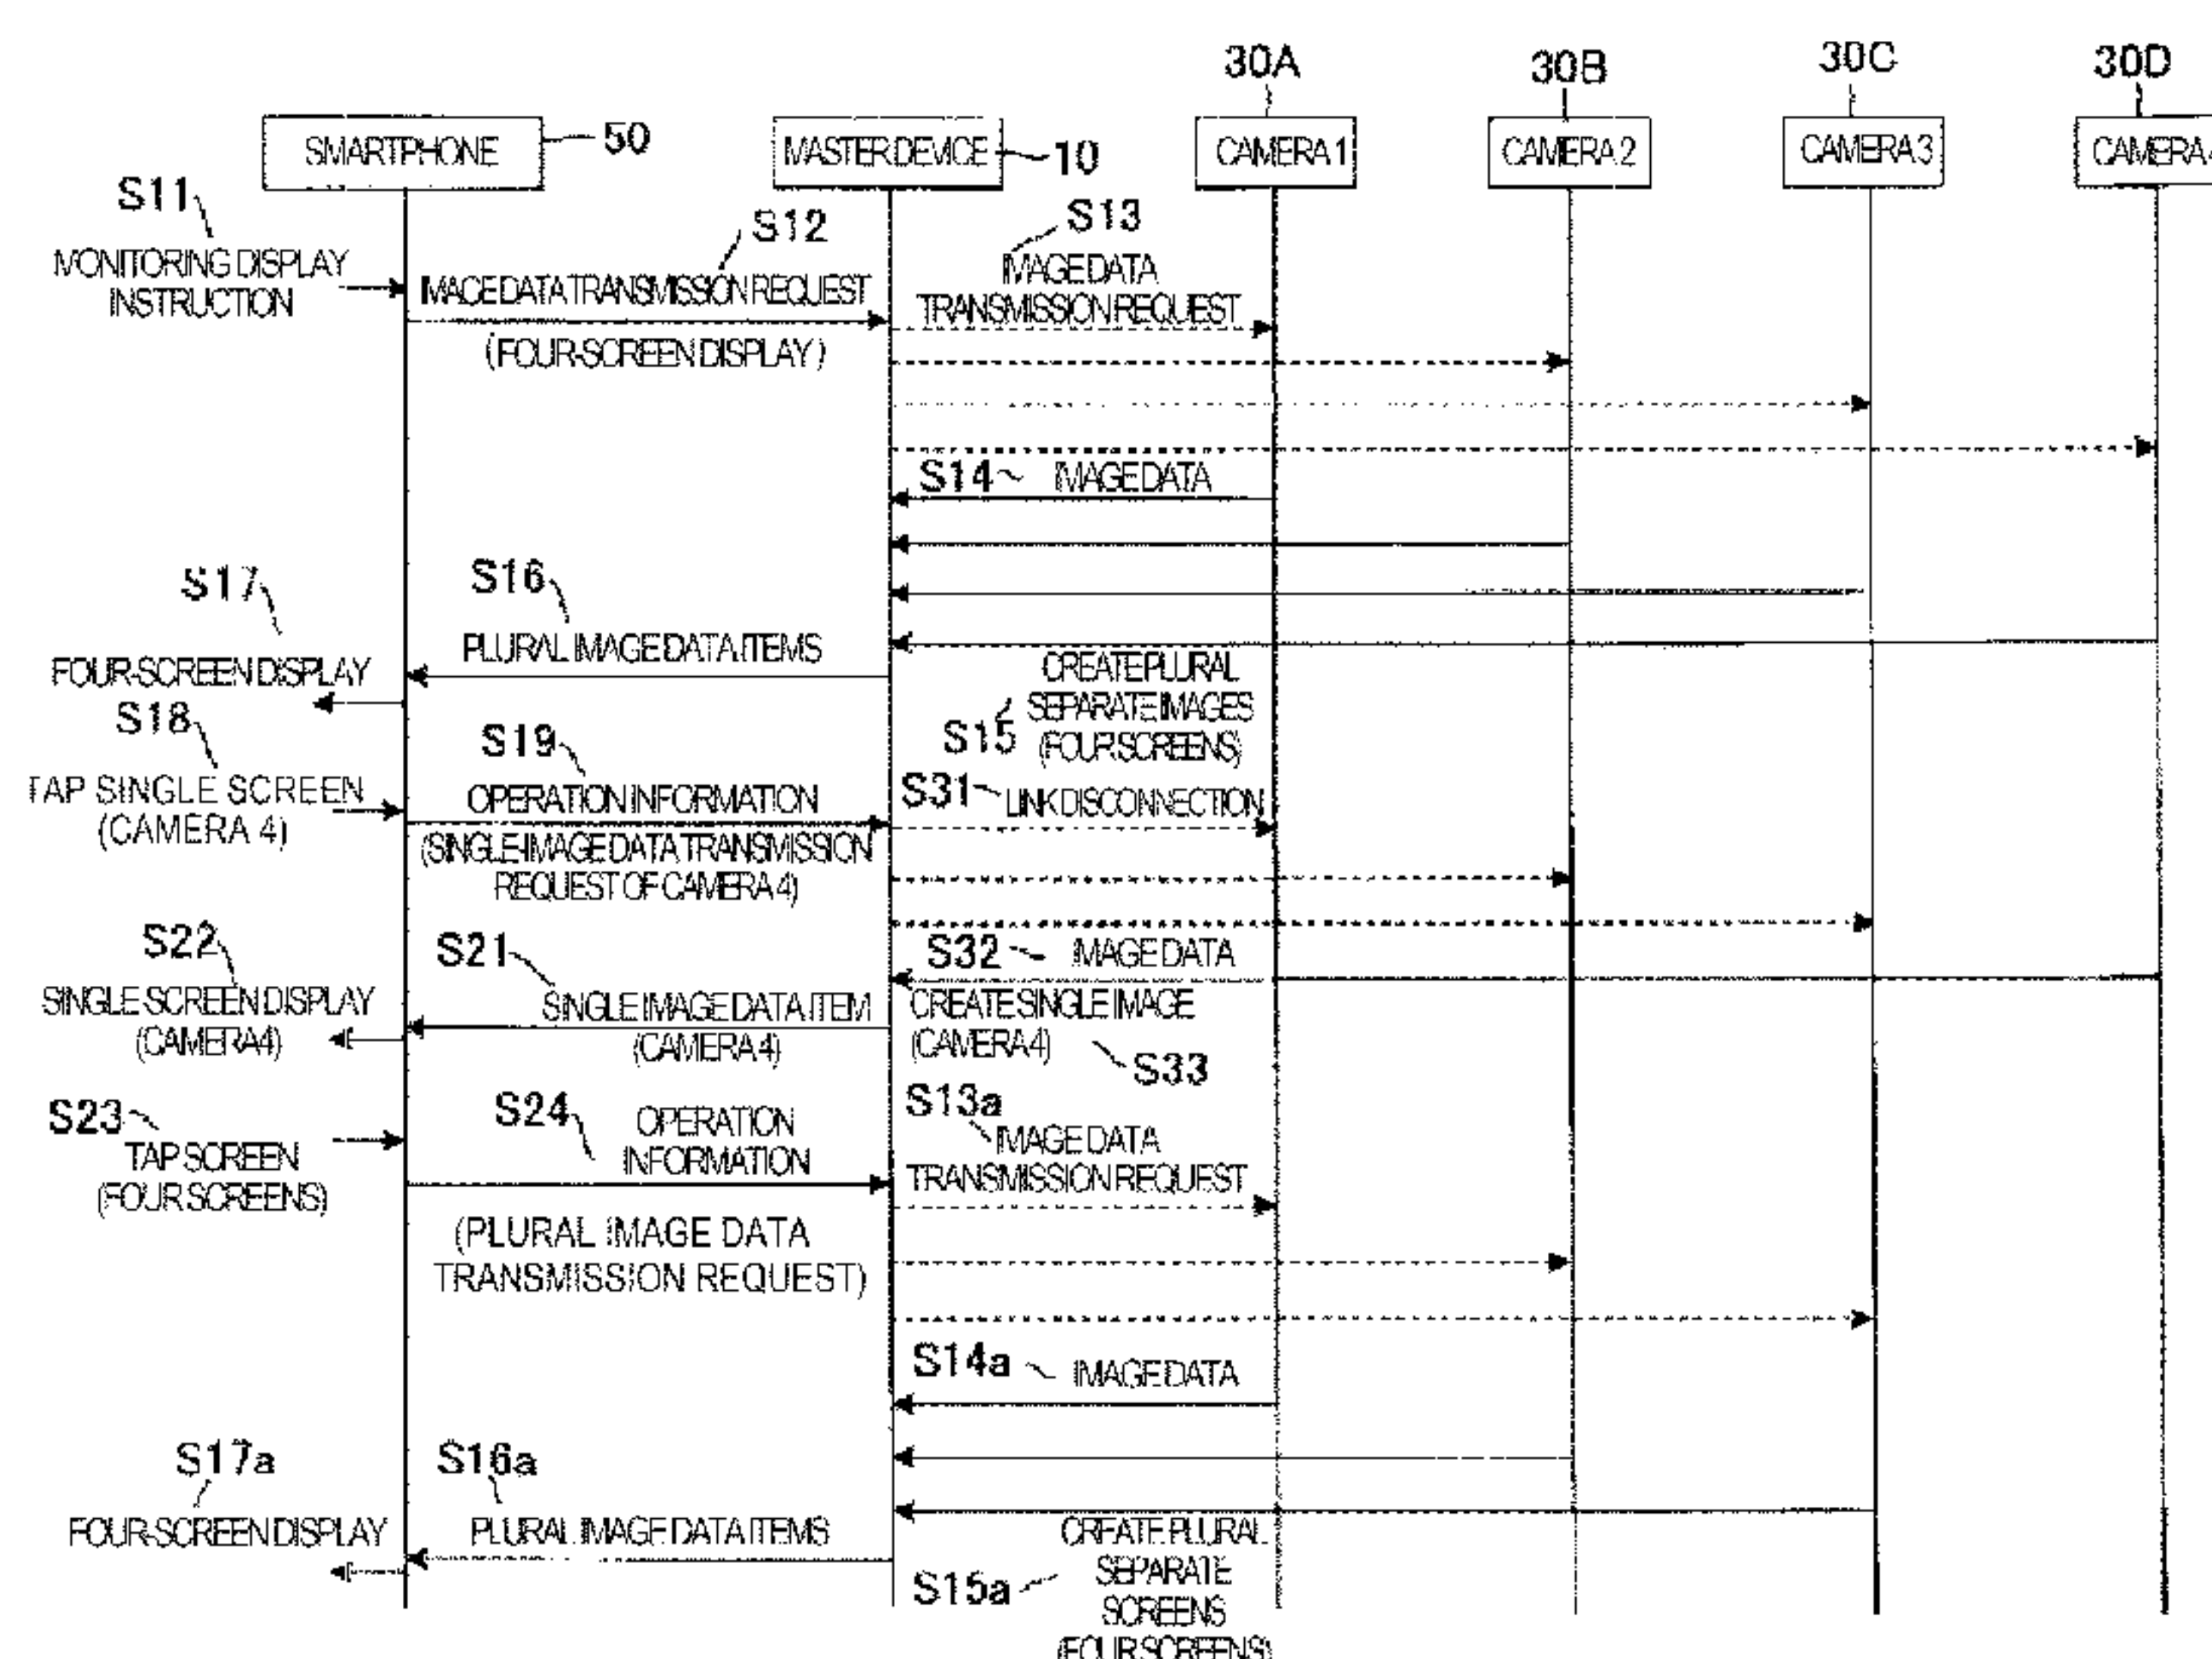 30A
30B
30C
30D
SMARTPHONE
50
MASTER DEVICE
10
CAMERA 1
CAMERA 2
CAMERA 3
CAMERA
S11
MONITORING DISPLAY
INSTRUCTION
S12
IMAGE DATA TRANSMISSION REQUEST
(FOUR-SCREEN DISPLAY)
S13
IMAGE DATA
TRANSMISSION REQUEST
S14
IMAGE DATA
S17
FOUR-SCREEN DISPLAY
S16
PLURAL IMAGE DATA ITEMS
CREATE PLURAL
SEPARATE IMAGES
S15
(FOUR SCREENS)
S18
TAP SINGLE SCREEN
(CAMERA 4)
S19
OPERATION INFORMATION
(SINGLE-IMAGE DATA TRANSMISSION
REQUEST OF CAMERA 4)
S31
LINK DISCONNECTION
S22
SINGLE-SCREEN DISPLAY
(CAMERA4)
S21
SINGLE IMAGE DATA ITEM
(CAMERA 4)
S32
IMAGE DATA
CREATE SINGLE IMAGE
(CAMERA 4)
S33
S23
TAP SCREEN
(FOUR SCREENS)
S24
OPERATION
INFORMATION
(PLURAL IMAGE DATA
TRANSMISSION REQUEST)
S13a
IMAGE DATA
TRANSMISSION REQUEST
S14a
IMAGE DATA
S17a
FOUR-SCREEN DISPLAY
S16a
PLURAL IMAGE DATA ITEMS
CREATE PLURAL
SEPARATE
S15a
SCREENS
(FOUR SCREENS)